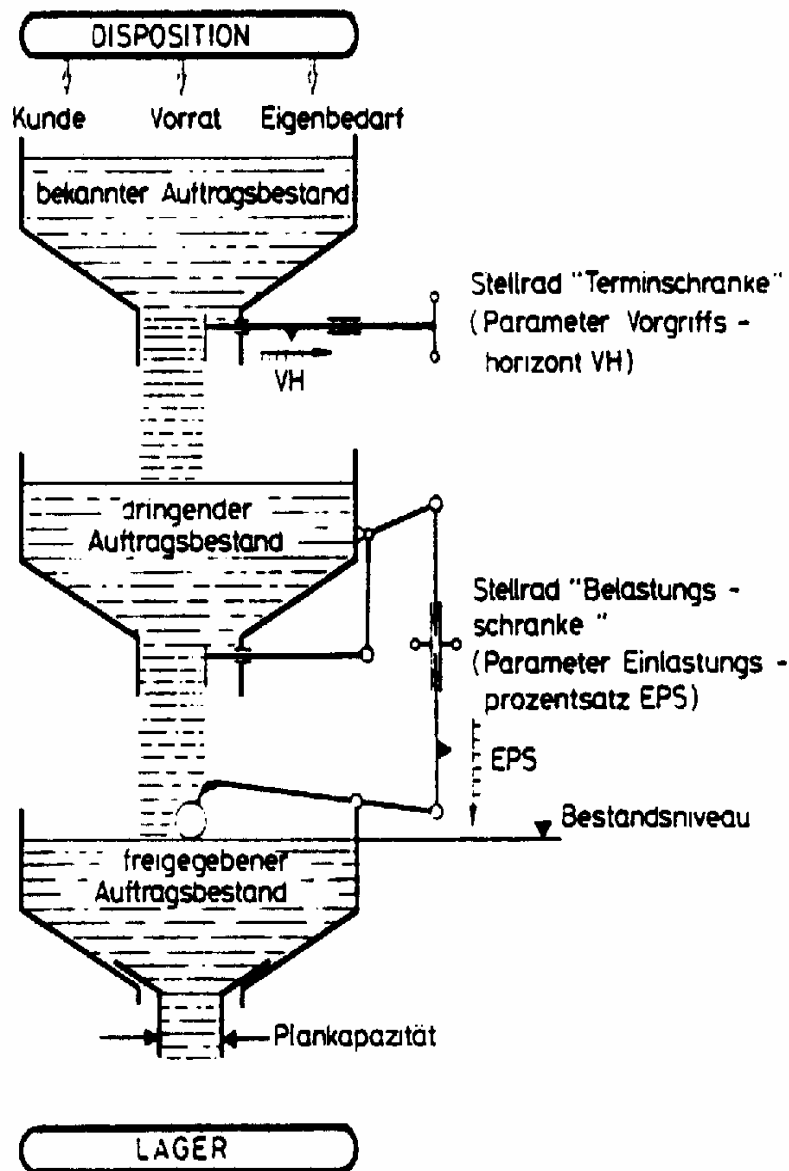 DISPOSITION
Kunde Vorrat Eigenbedarf
bekannter Auftragsbestand
Stellrad "Terminschranke"
(Parameter Vorgriffs -
horizont VH)
VH
dringender
Auftragsbestand
Stellrad "Belastungs -
schranke "
(Parameter Einlastungs -
prozentsatz EPS)
EPS
Bestandsniveau
freigegebener
Auftragsbestand
Plankapazität
LAGER